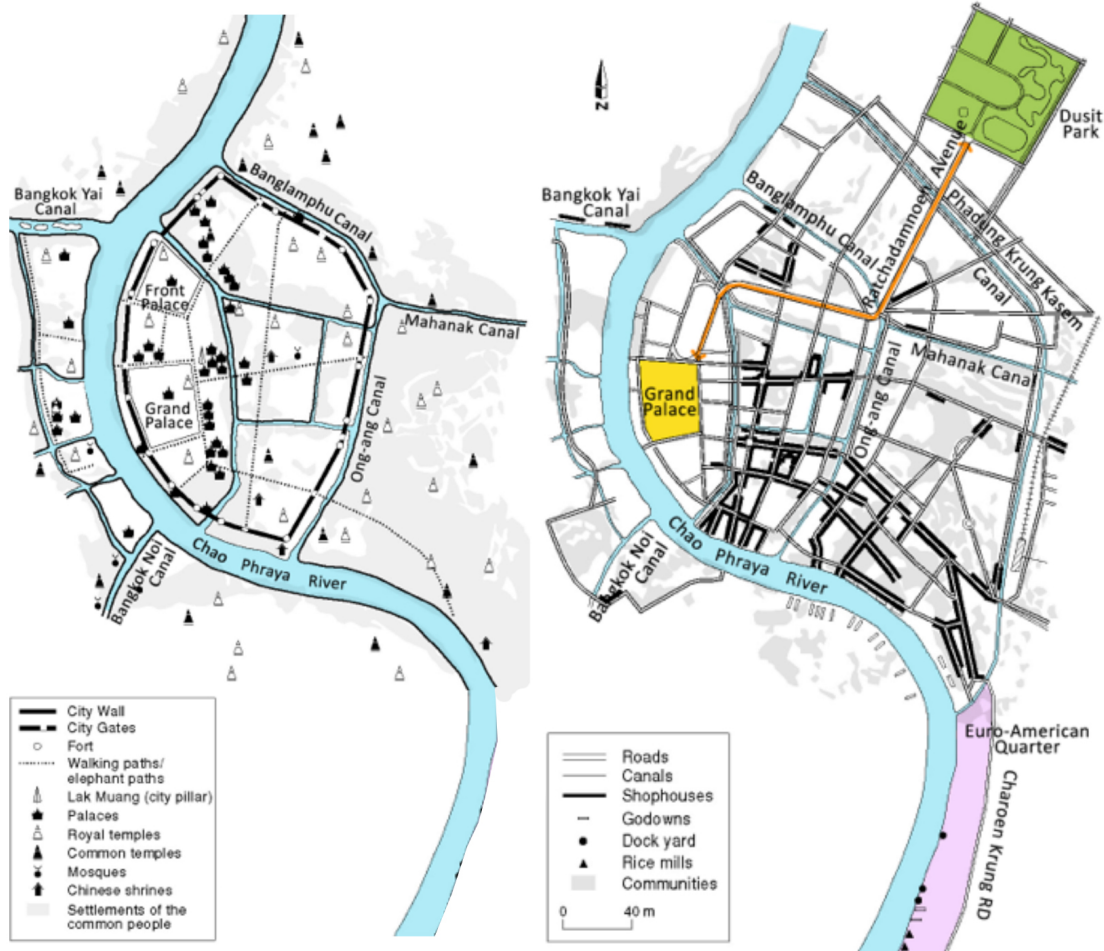 Bangkok Yai
Canal
Banglamphu Canal
Front
Palace
Mahanak Canal
Grand
Palace
Ong-ang Canal
Bangkok Noi
Canal
Chao Phraya River
City Wall
City Gates
Fort
Walking paths/
elephant paths
Lak Muang (city pillar)
Palaces
Royal temples
Common temples
Mosques
Chinese shrines
Settlements of the
common people
N
Dusit
Park
Ratchadamnoen Avenue
Bangkok Yai
Canal
Banglamphu Canal
Phadung Krung Kasem
Canal
Mahanak Canal
Grand
Palace
Ong-ang Canal
Chao Phraya River
Bangkok Noi
Canal
Euro-American
Quarter
Charoen Krung RD
Roads
Canals
Shophouses
Godowns
Dock yard
Rice mills
Communities
0 40 m